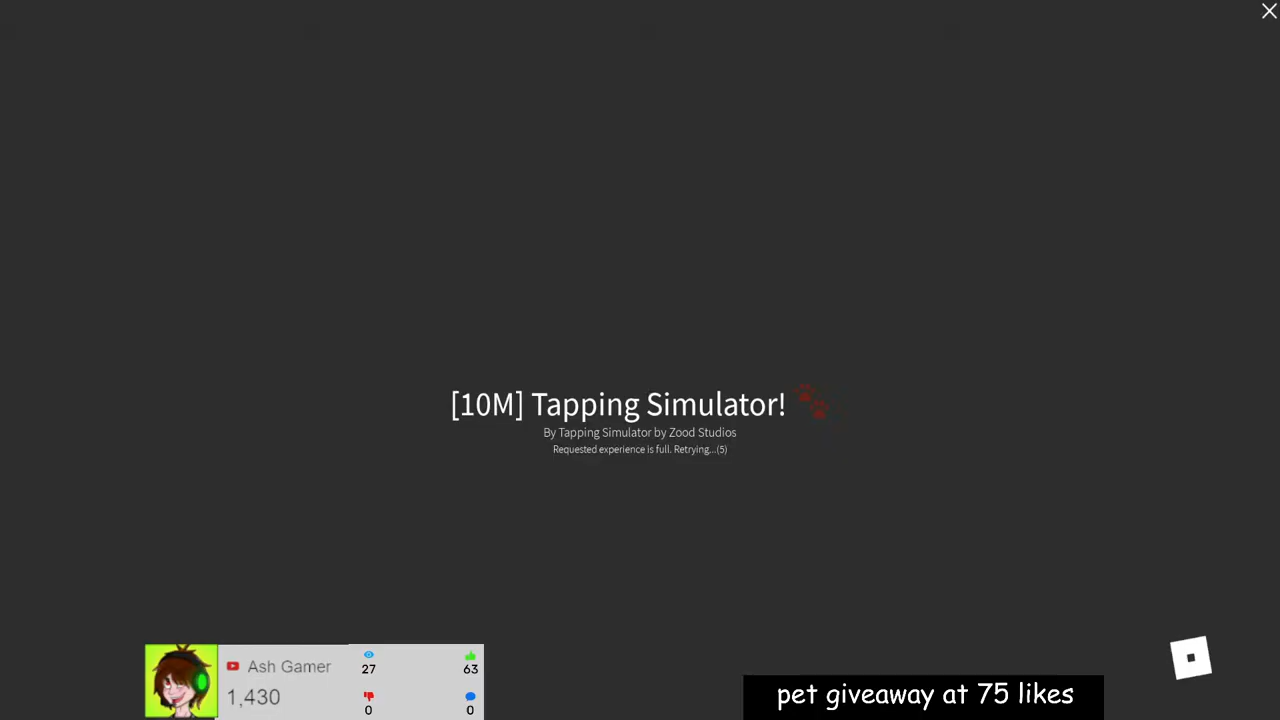 [10M] Tapping Simulator! 🐾
By Tapping Simulator by Zood Studios
Requested experience is full. Retrying...(5)
Ash Gamer
1,430
27
63
0
0
pet giveaway at 75 likes